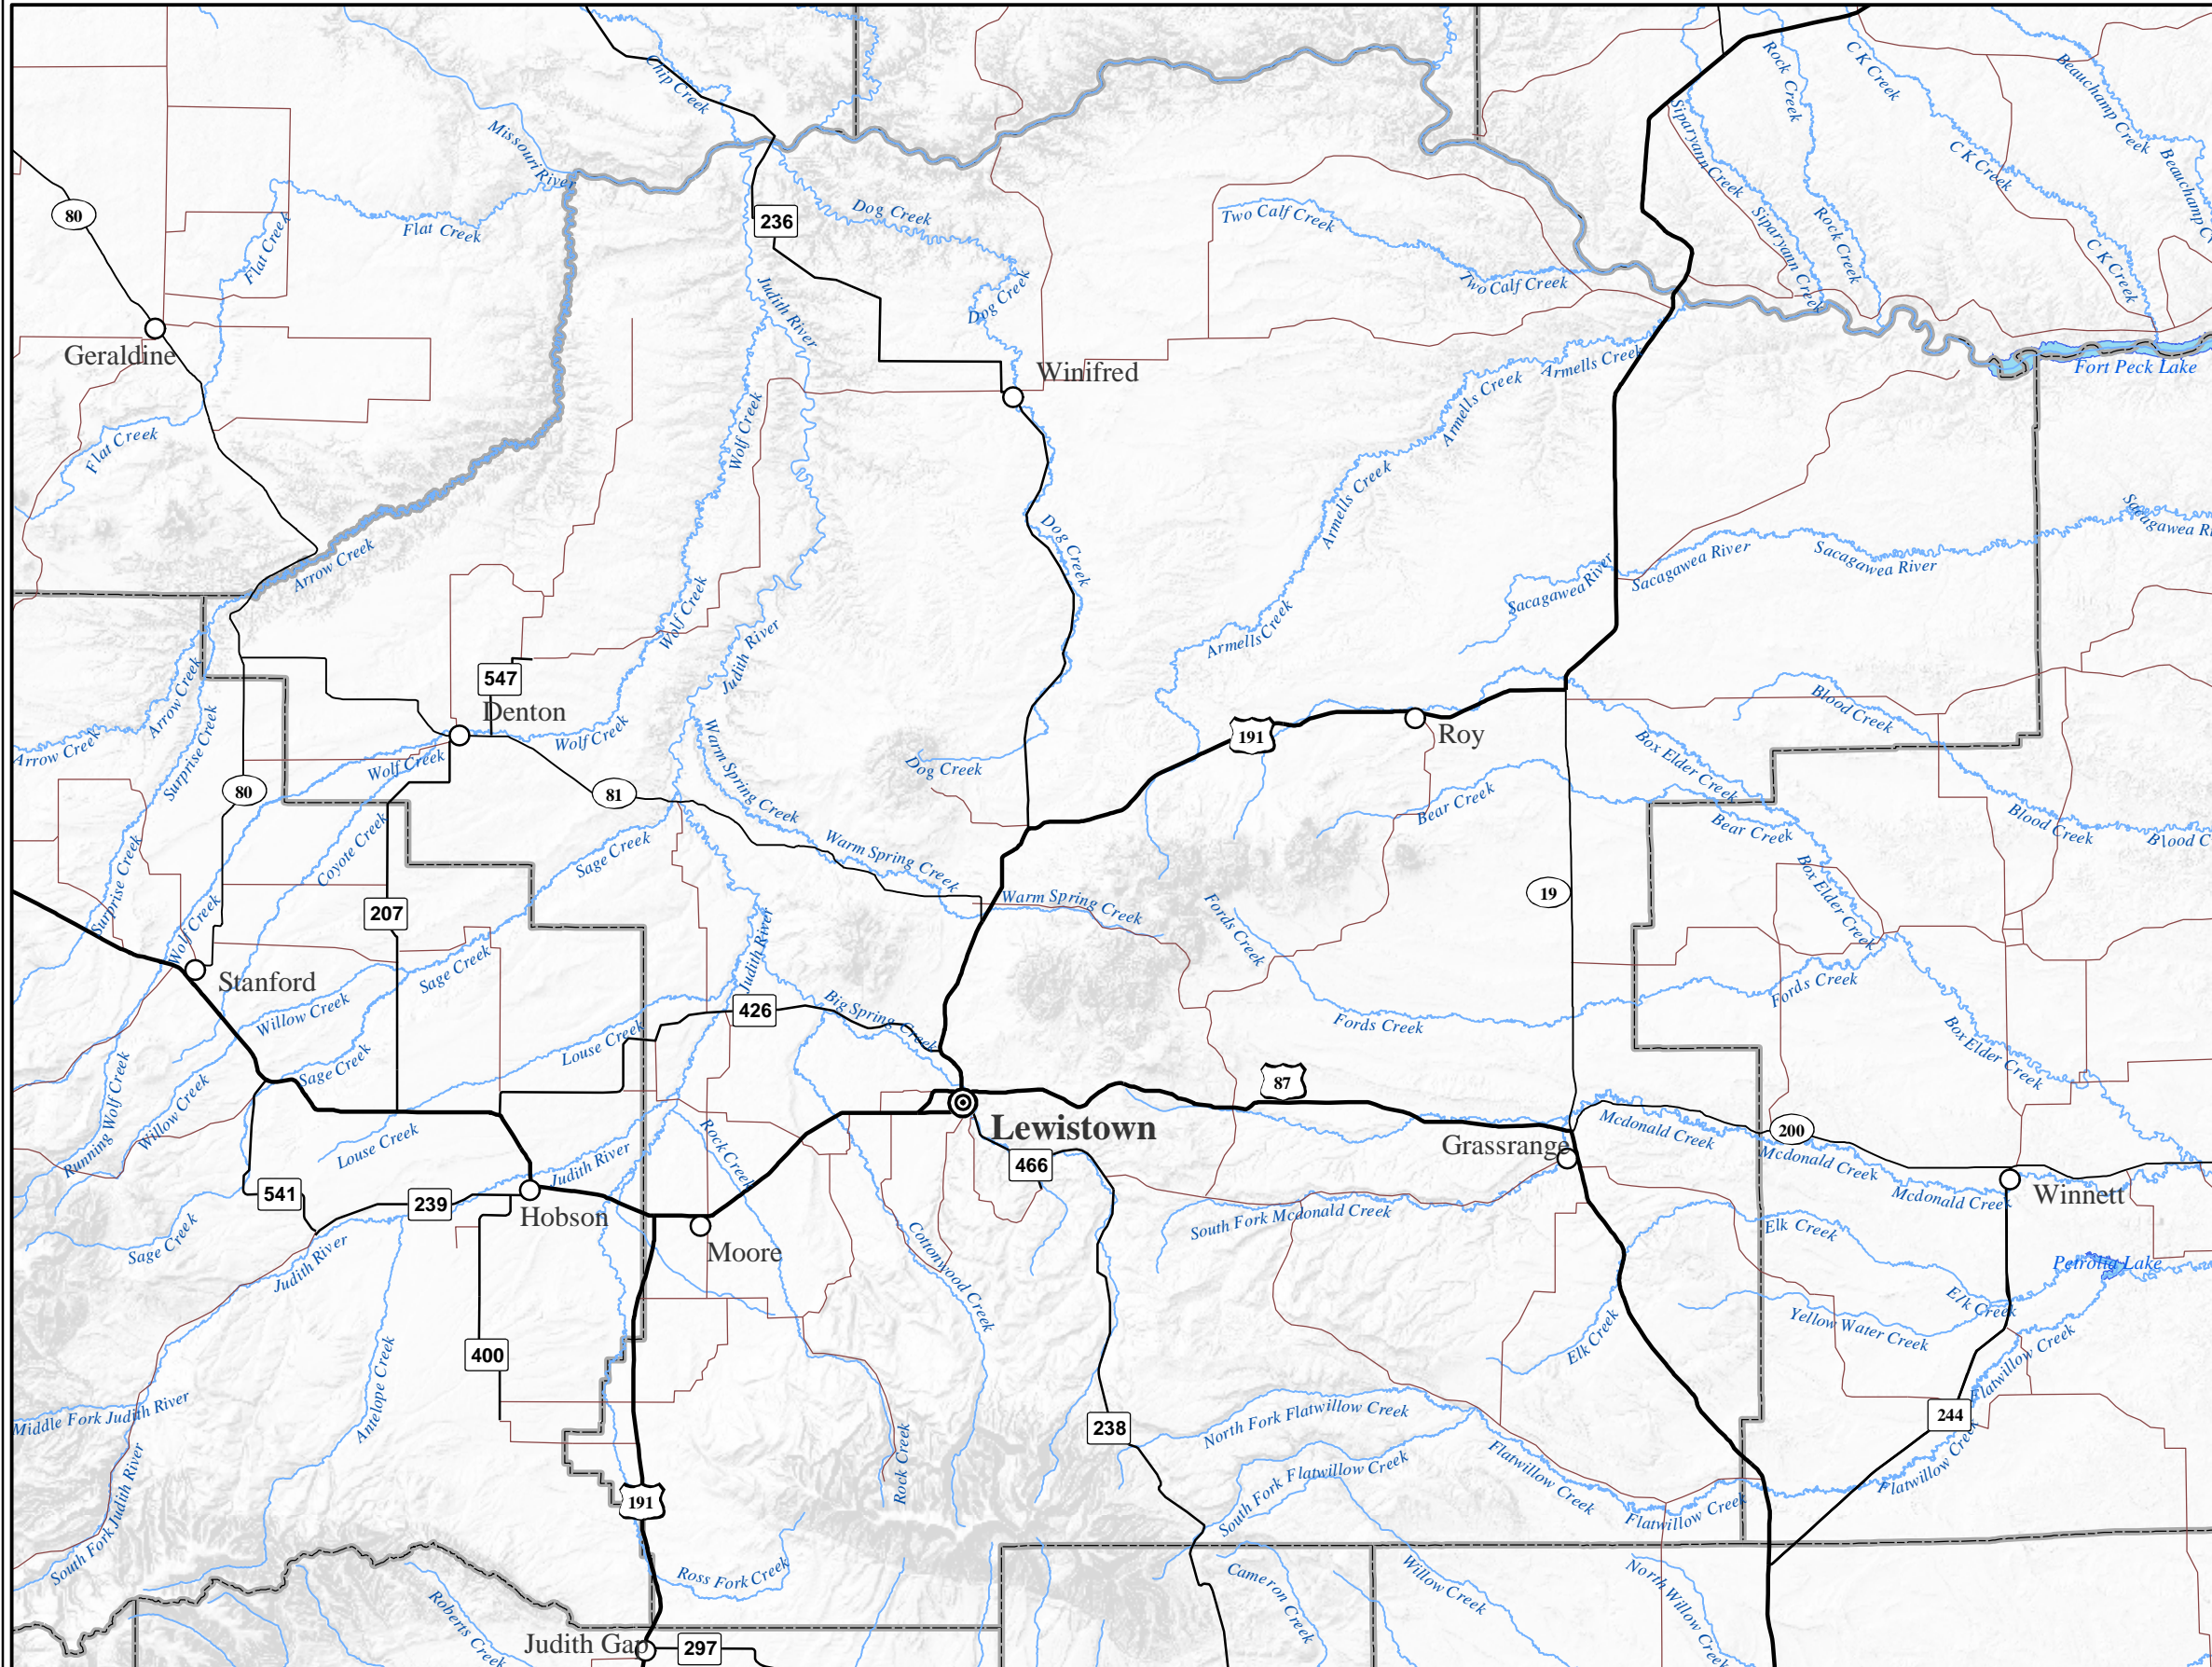 Chip Creek
Rock Creek
C K Creek
Beauchamp Creek
Missouri River
Siparyann Creek
C K Creek
Beauchamp C
80
Flat Creek
Flat Creek
236
Dog Creek
Two Calf Creek
Siparyann Creek
Rock Creek
C K Creek
Judith River
Dog Creek
Two Calf Creek
Geraldine
Winifred
Armells Creek
Armells Creek
Fort Peck Lake
Flat Creek
Wolf Creek
Armells Creek
Arrow Creek
Dog Creek
Sacagawea River
Sacagawea River
Sacagawea River
Sacagawea Ri
Wolf Creek
Judith River
Armells Creek
547
Denton
Arrow Creek
Arrow Creek
Surprise Creek
Wolf Creek
Wolf Creek
Warm Spring Creek
191
Roy
Blood Creek
Box Elder Creek
Dog Creek
80
81
Bear Creek
Bear Creek
Blood Creek
Blood C
Surprise Creek
Coyote Creek
Sage Creek
Warm Spring Creek
Warm Spring Creek
Fords Creek
19
Box Elder Creek
207
Wolf Creek
Stanford
Sage Creek
Willow Creek
Judith River
426
Big Spring Creek
Fords Creek
Fords Creek
Box Elder Creek
Louse Creek
Sage Creek
87
Running Wolf Creek
Willow Creek
Louse Creek
Rock Creek
Lewistown
466
Grassrange
Mcdonald Creek
200
Mcdonald Creek
Mcdonald Creek
Winnett
541
239
Judith River
Hobson
Moore
South Fork Mcdonald Creek
Elk Creek
Sage Creek
Judith River
Cottonwood Creek
Petrolia Lake
Elk Creek
Yellow Water Creek
Elk Creek
Flatwillow Creek
400
Antelope Creek
Middle Fork Judith River
South Fork Judith River
Rock Creek
238
North Fork Flatwillow Creek
South Fork Flatwillow Creek
Flatwillow Creek
Flatwillow Creek
Flatwillow Creek
244
191
Ross Fork Creek
Roberts Creek
Cameron Creek
Willow Creek
North Willow Creek
Judith Gap
297